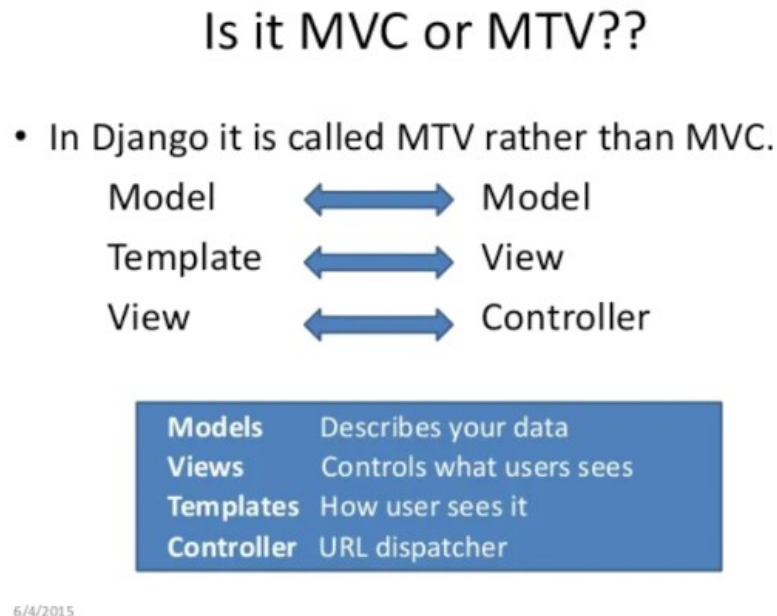 Is it MVC or MTV??
• In Django it is called MTV rather than MVC.
Model Model
Template View
View Controller
Models Describes your data
Views Controls what users sees
Templates How user sees it
Controller URL dispatcher
6/4/2015